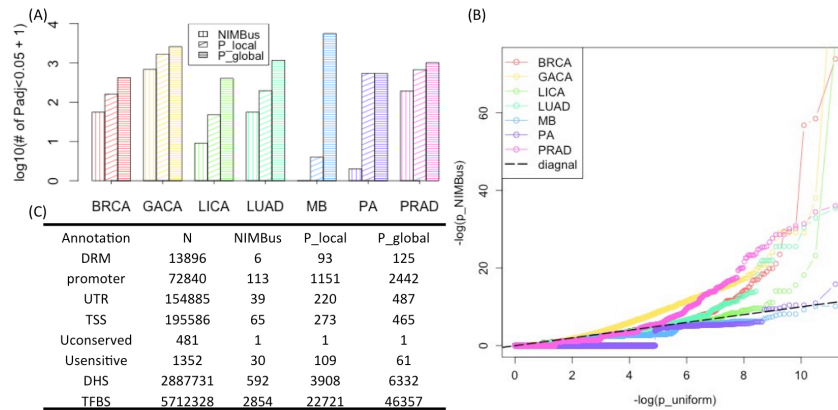 (A)
log10(# of Padj<0.05 + 1)
4
3
2
1
0
NIMBus
P_local
P_global
BRCA GACA LICA LUAD MB PA PRAD
(B)
-log(p_NIMBus)
60
40
20
0
BRCA
GACA
LICA
LUAD
MB
PA
PRAD
diagnal
0 2 4 6 8 10
-log(p_uniform)
(C)
Annotation N NIMBus P_local P_global
DRM 13896 6 93 125
promoter 72840 113 1151 2442
UTR 154885 39 220 487
TSS 195586 65 273 465
Uconserved 481 1 1 1
Usensitive 1352 30 109 61
DHS 2887731 592 3908 6332
TFBS 5712328 2854 22721 46357